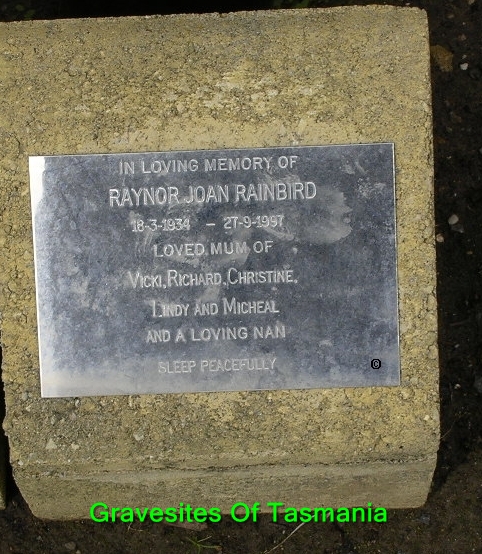 IN LOVING MEMORY OF
RAYNOR JOAN RAINBIRD
18-3-1934 - 27-9-1997
LOVED MUM OF
VICKI, RICHARD, CHRISTINE,
LINDY AND MICHEAL
AND A LOVING NAN
SLEEP PEACEFULLY
©
Gravesites Of Tasmania